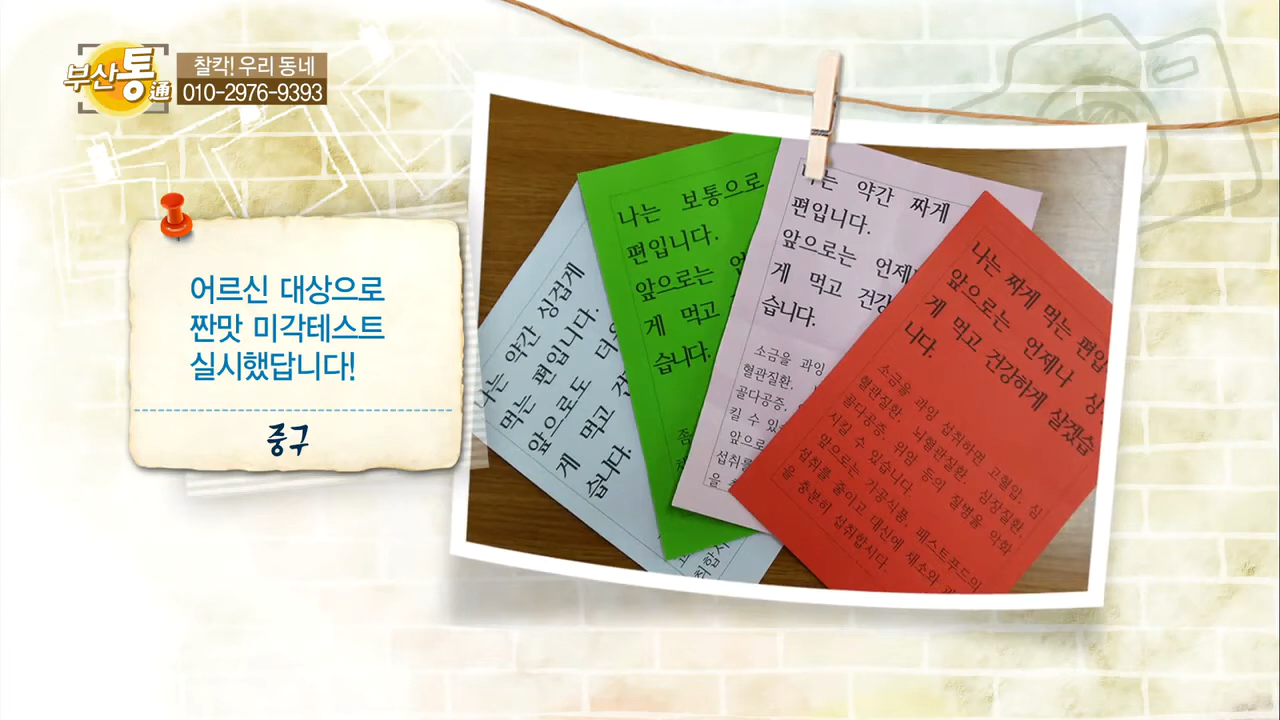 부산통通
찰칵! 우리 동네
010-2976-9393
어르신 대상으로
짠맛 미각테스트
실시했답니다!
중구
나는 약간 싱겁게
먹는 편입니다.
앞으로도
게 먹고
습니다.
나는 보통으로
편입니다.
앞으로는
게 먹고
습니다.
나는 약간 짜게
편입니다.
앞으로는 언제
게 먹고 건강
습니다.
소금을 과잉
혈관질환,
골다공증,
킬 수 있
앞으로
섭취를
을
나는 짜게 먹는 편입
앞으로는 언제나 싱
게 먹고 건강하게 살겠습
니다.
소금을 과잉 섭취하면 고혈압, 심
혈관질환, 뇌혈관질환, 심장질환,
골다공증, 위암 등의 질병을 악화
시킬 수 있습니다.
앞으로는 가공식품, 패스트푸드의
섭취를 줄이고 대신에 채소와 과
을 충분히 섭취합시다.